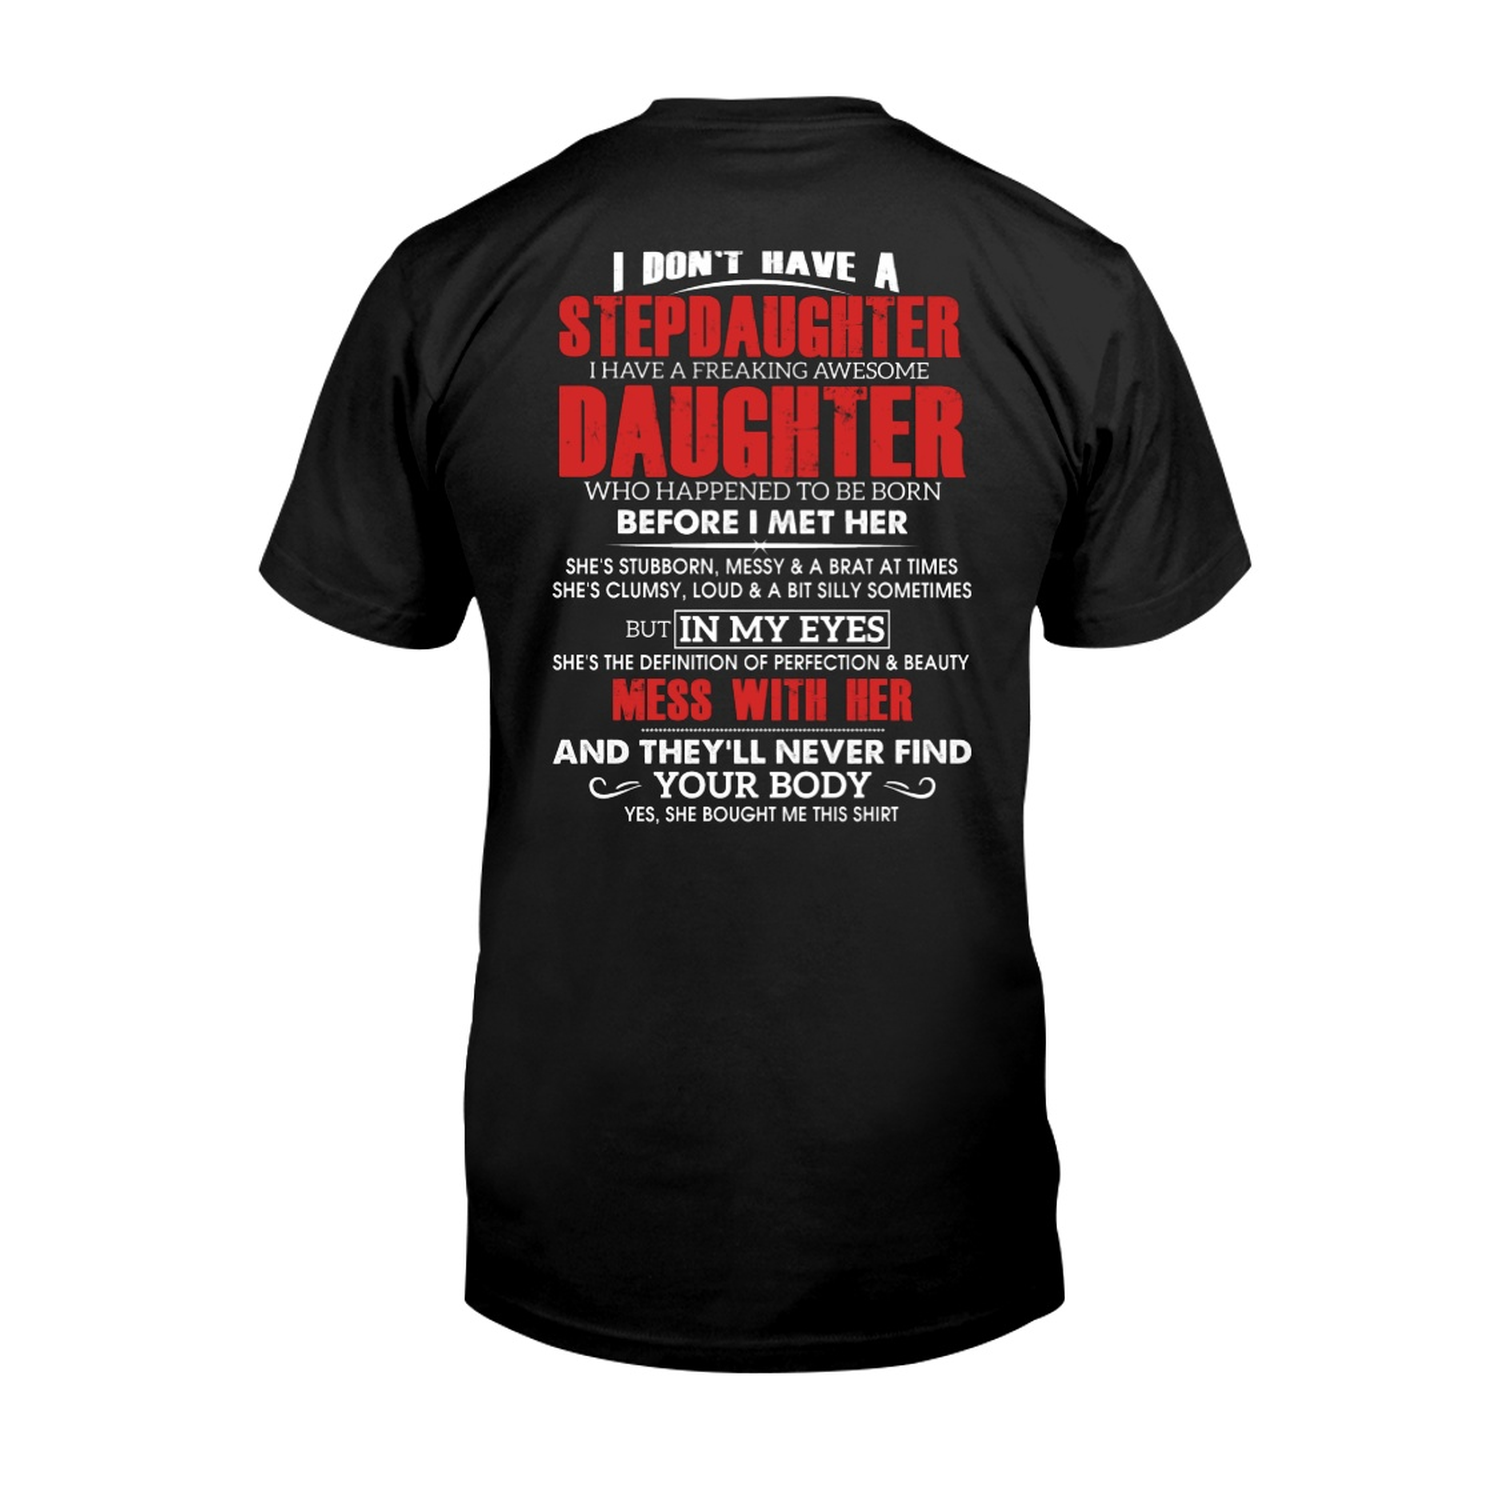 I DON'T HAVE A
STEPDAUGHTER
I HAVE A FREAKING AWESOME
DAUGHTER
WHO HAPPENED TO BE BORN
BEFORE I MET HER
SHE'S STUBBORN, MESSY & A BRAT AT TIMES
SHE'S CLUMSY, LOUD & A BIT SILLY SOMETIMES
BUT IN MY EYES
SHE'S THE DEFINITION OF PERFECTION & BEAUTY
MESS WITH HER
AND THEY'LL NEVER FIND
YOUR BODY
YES, SHE BOUGHT ME THIS SHIRT